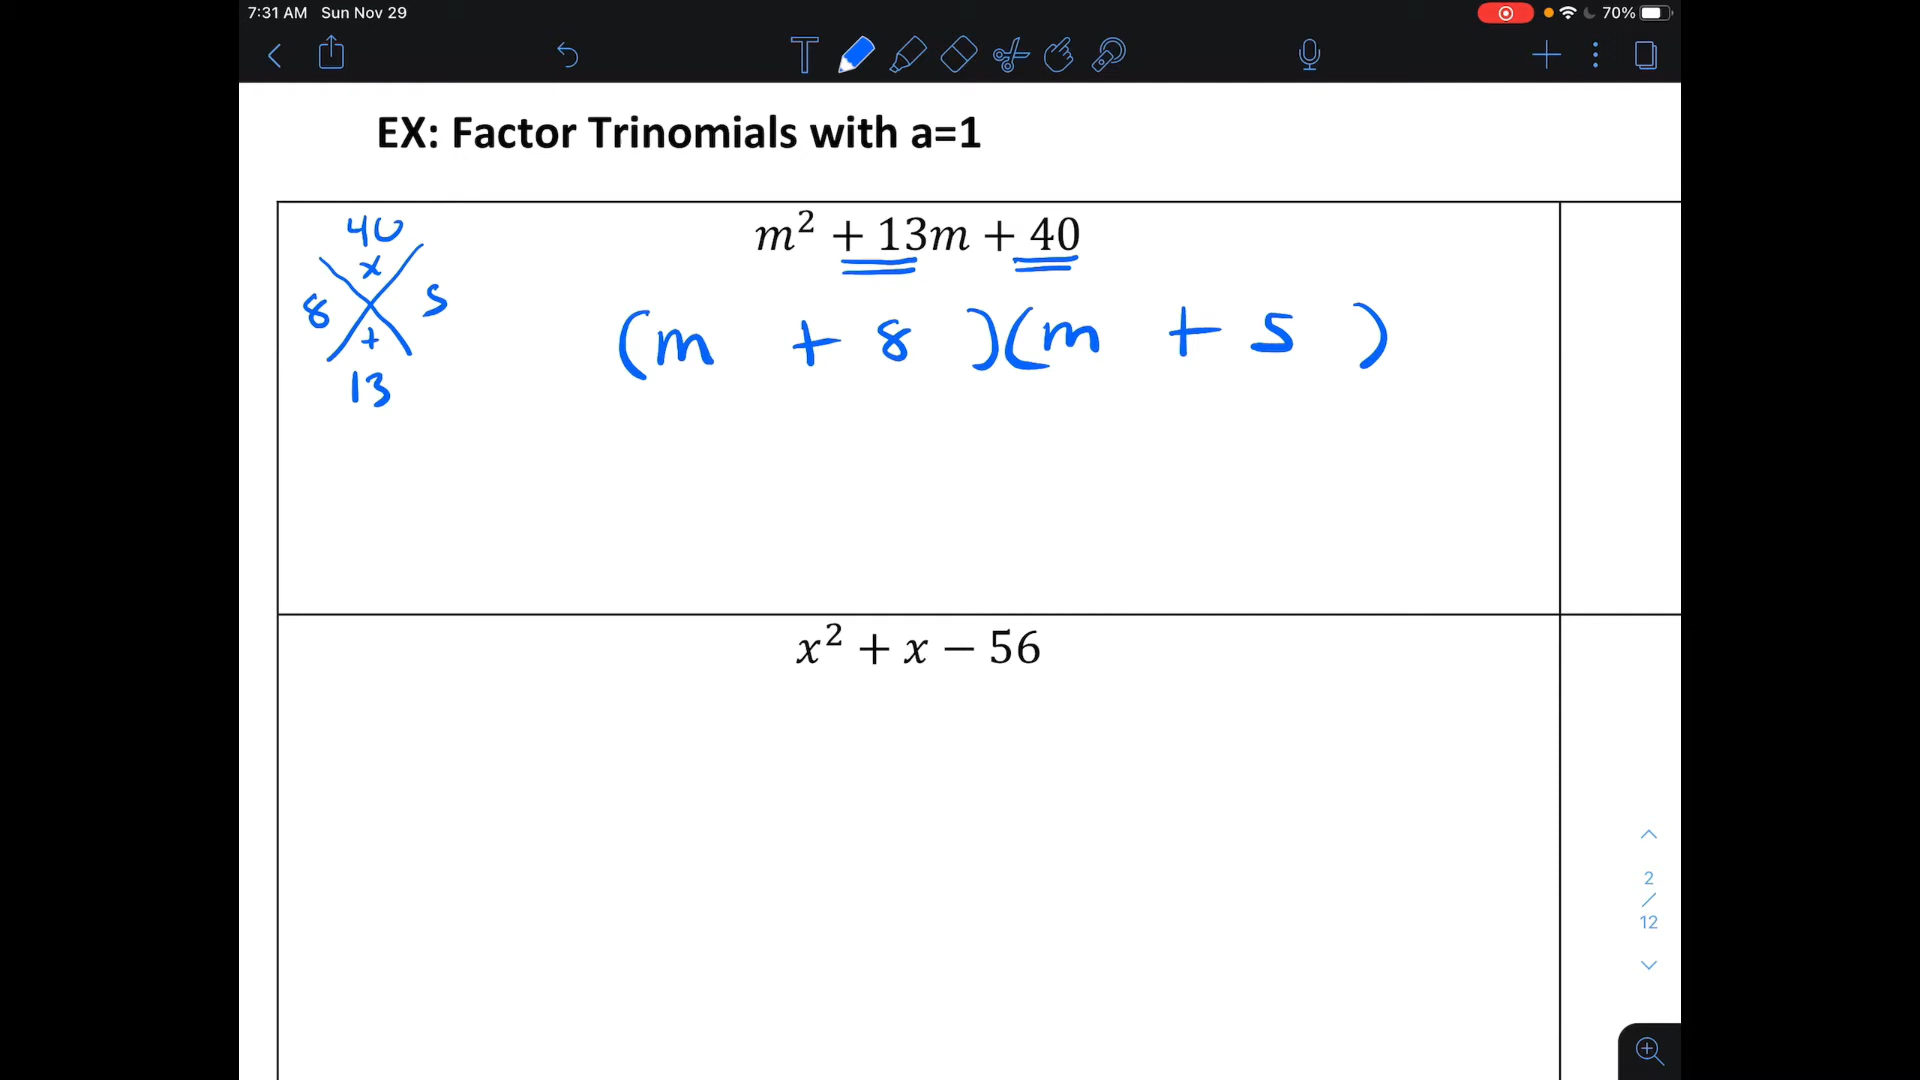 7:31 AM Sun Nov 29 70%
T
EX: Factor Trinomials with a=1
m² + 13m + 40
40
x
8 5
+
13
(m + 8 )(m + 5 )
x² + x − 56
2
/
12